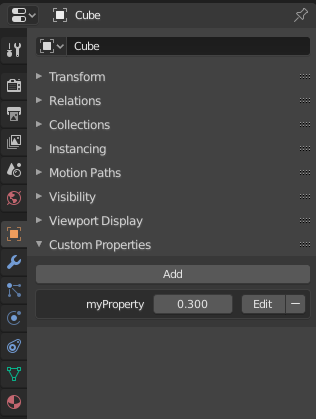 Cube
Cube
Transform
Relations
Collections
Instancing
Motion Paths
Visibility
Viewport Display
Custom Properties
Add
myProperty 0.300 Edit